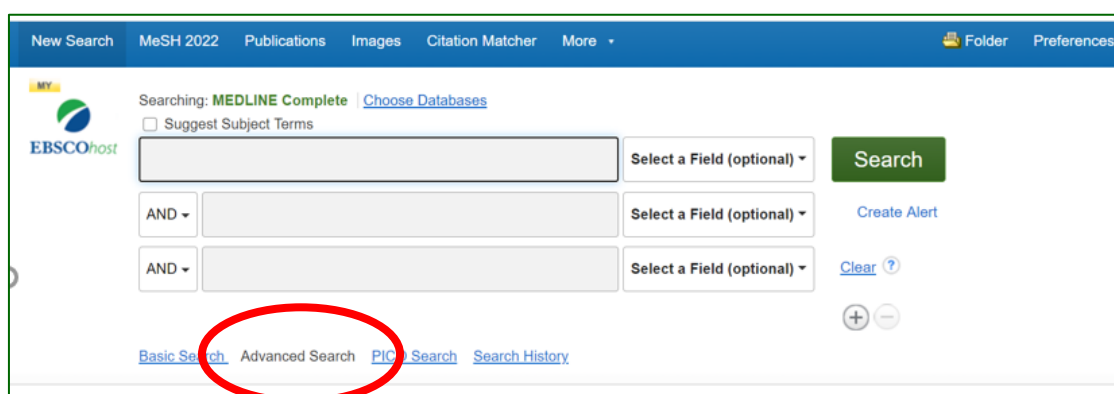 New Search MeSH 2022 Publications Images Citation Matcher More Folder Preferences
MY
EBSCOhost
Searching: MEDLINE Complete Choose Databases
Suggest Subject Terms
Select a Field (optional) Search
AND Select a Field (optional) Create Alert
AND Select a Field (optional) Clear ?
Basic Search Advanced Search PICO Search Search History